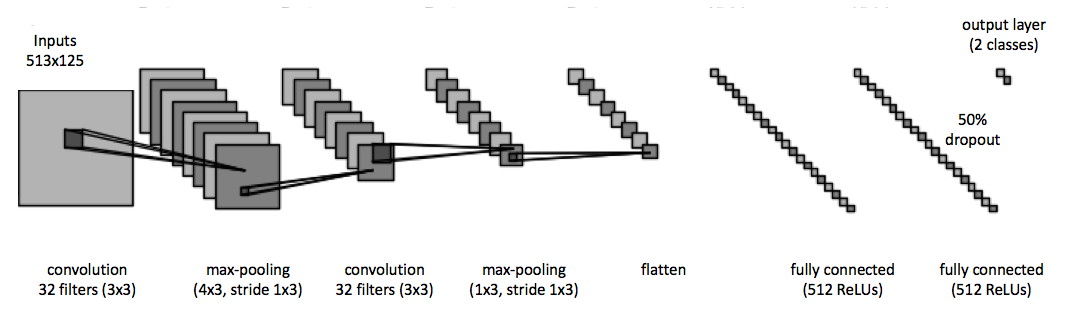 Inputs
513x125
output layer
(2 classes)
50%
dropout
convolution
32 filters (3x3)
max-pooling
(4x3, stride 1x3)
convolution
32 filters (3x3)
max-pooling
(1x3, stride 1x3)
flatten
fully connected
(512 ReLUs)
fully connected
(512 ReLUs)